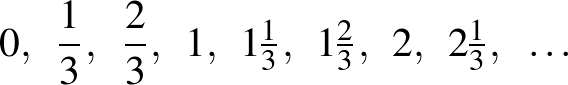 0, 1/3, 2/3, 1, 1 1/3, 1 2/3, 2, 2 1/3, …